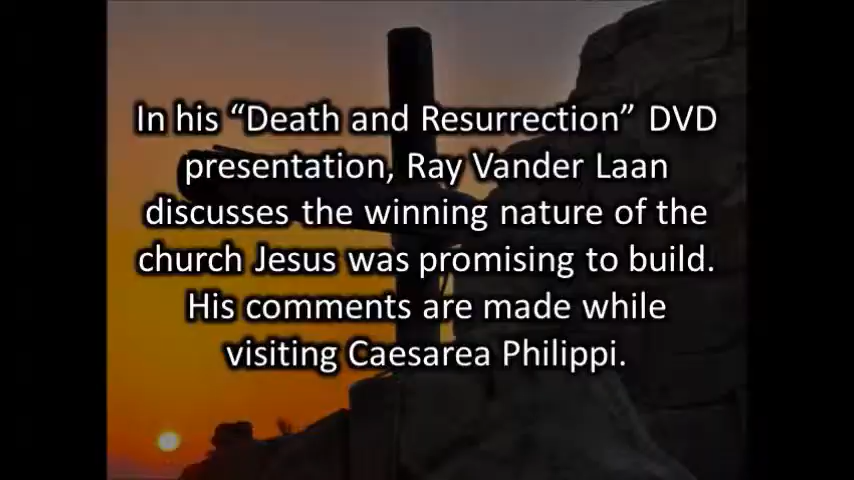 In his “Death and Resurrection” DVD
presentation, Ray Vander Laan
discusses the winning nature of the
church Jesus was promising to build.
His comments are made while
visiting Caesarea Philippi.